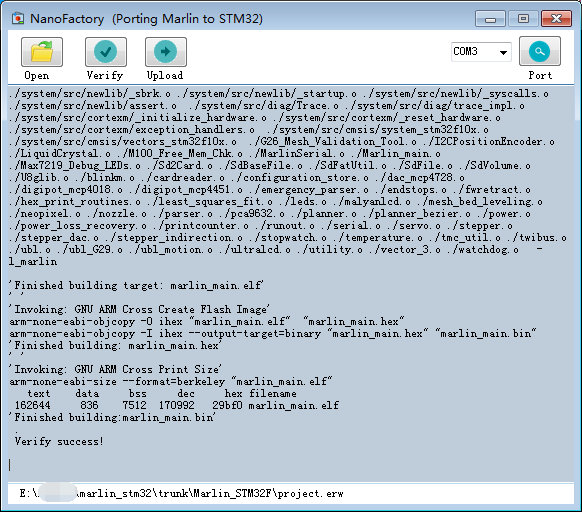 NanoFactory (Porting Marlin to STM32)
Open Verify Upload COM3 Port
./system/src/newlib/_sbrk.o ./system/src/newlib/_startup.o ./system/src/newlib/_syscalls.o
./system/src/newlib/assert.o ./system/src/diag/Trace.o ./system/src/diag/trace_impl.o
./system/src/cortexm/_initialize_hardware.o ./system/src/cortexm/_reset_hardware.o
./system/src/cortexm/exception_handlers.o ./system/src/cmsis/system_stm32f10x.o
./system/src/cmsis/vectors_stm32f10x.o ./G26_Mesh_Validation_Tool.o ./I2CPositionEncoder.o
./LiquidCrystal.o ./M100_Free_Mem_Chk.o ./MarlinSerial.o ./Marlin_main.o
./Max7219_Debug_LEDs.o ./Sd2Card.o ./SdBaseFile.o ./SdFatUtil.o ./SdFile.o ./SdVolume.o
./U8glib.o ./blinkm.o ./cardreader.o ./configuration_store.o ./dac_mcp4728.o
./digipot_mcp4018.o ./digipot_mcp4451.o ./emergency_parser.o ./endstops.o ./fwretract.o
./hex_print_routines.o ./least_squares_fit.o ./leds.o ./malyanlcd.o ./mesh_bed_leveling.o
./neopixel.o ./nozzle.o ./parser.o ./pca9632.o ./planner.o ./planner_bezier.o ./power.o
./power_loss_recovery.o ./printcounter.o ./runout.o ./serial.o ./servo.o ./stepper.o
./stepper_dac.o ./stepper_indirection.o ./stopwatch.o ./temperature.o ./tmc_util.o ./twibus.o
./ubl.o ./ubl_G29.o ./ubl_motion.o ./ultralcd.o ./utility.o ./vector_3.o ./watchdog.o -
l_marlin
'Finished building target: marlin_main.elf'
' '
'Invoking: GNU ARM Cross Create Flash Image'
arm-none-eabi-objcopy -O ihex "marlin_main.elf" "marlin_main.hex"
arm-none-eabi-objcopy -I ihex --output-target=binary "marlin_main.hex" "marlin_main.bin"
'Finished building: marlin_main.hex'
' '
'Invoking: GNU ARM Cross Print Size'
arm-none-eabi-size --format=berkeley "marlin_main.elf"
text data bss dec hex filename
162644 836 7512 170992 29bf0 marlin_main.elf
'Finished building:marlin_main.bin'
.
Verify success!
E:\ \marlin_stm32\trunk\Marlin_STM32F\project.erw